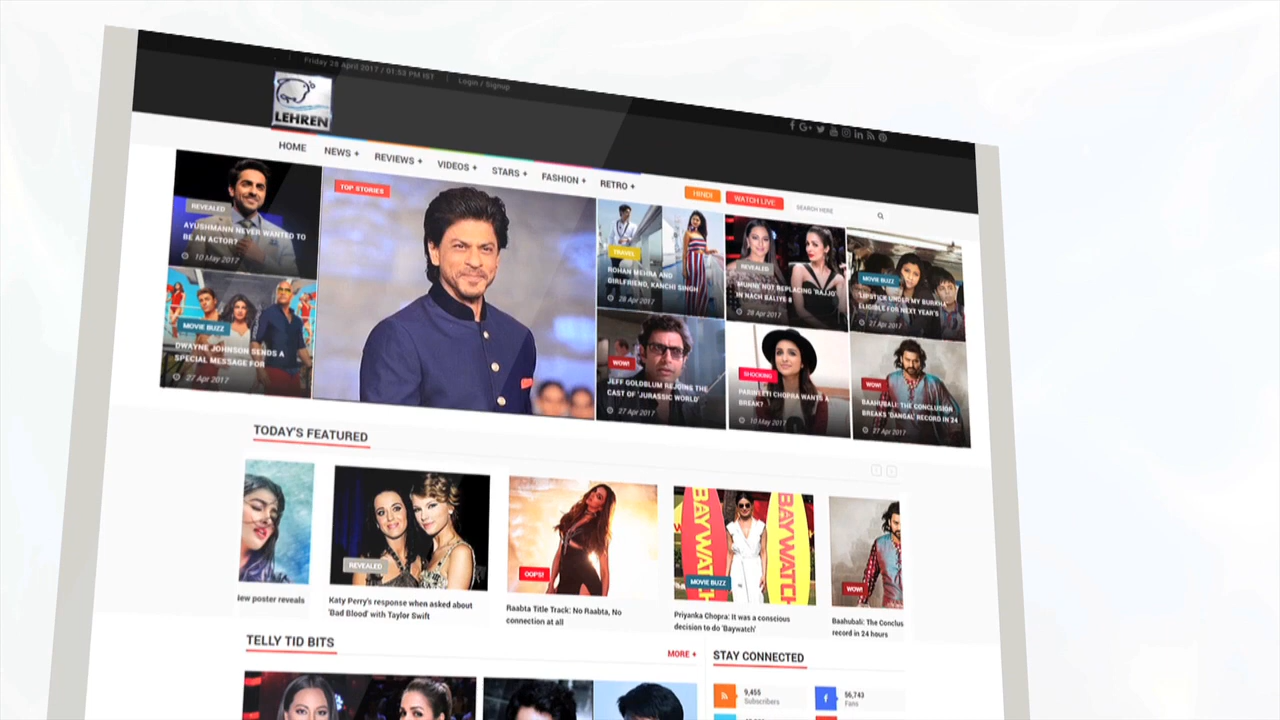 Friday 28 April 2017 / 01:53 PM IST
Login / Signup
LEHREN
HOME
NEWS +
REVIEWS +
VIDEOS +
STARS +
FASHION +
RETRO +
HINDI
WATCH LIVE
SEARCH HERE
REVEALED
AYUSHMANN NEVER WANTED TO
BE AN ACTOR?
10 May 2017
MOVIE BUZZ
DWAYNE JOHNSON SENDS A
SPECIAL MESSAGE FOR
27 Apr 2017
TOP STORIES
TRAVEL
ROHAN MEHRA AND
GIRLFRIEND, KANCHI SINGH
28 Apr 2017
REVEALED
MUNNI NOT REPLACING 'RAJJO'
IN NACH BALIYE 8
28 Apr 2017
MOVIE BUZZ
'LIPSTICK UNDER MY BURKHA'
ELIGIBLE FOR NEXT YEAR'S
27 Apr 2017
WOW!
JEFF GOLDBLUM REJOINS THE
CAST OF 'JURASSIC WORLD'
27 Apr 2017
SHOCKING
PARINEETI CHOPRA WANTS A
BREAK?
10 May 2017
WOW!
BAAHUBALI: THE CONCLUSION
BREAKS 'DANGAL' RECORD IN 24
27 Apr 2017
TODAY'S FEATURED
New poster reveals
REVEALED
Katy Perry's response when asked about
'Bad Blood' with Taylor Swift
OOPS!
Raabta Title Track: No Raabta, No
connection at all
BAYWATCH
BAYWATCH
MOVIE BUZZ
Priyanka Chopra: It was a conscious
decision to do 'Baywatch'
WOW!
Baahubali: The Conclus
record in 24 hours
TELLY TID BITS
MORE +
STAY CONNECTED
9,455
Subscribers
56,743
Fans